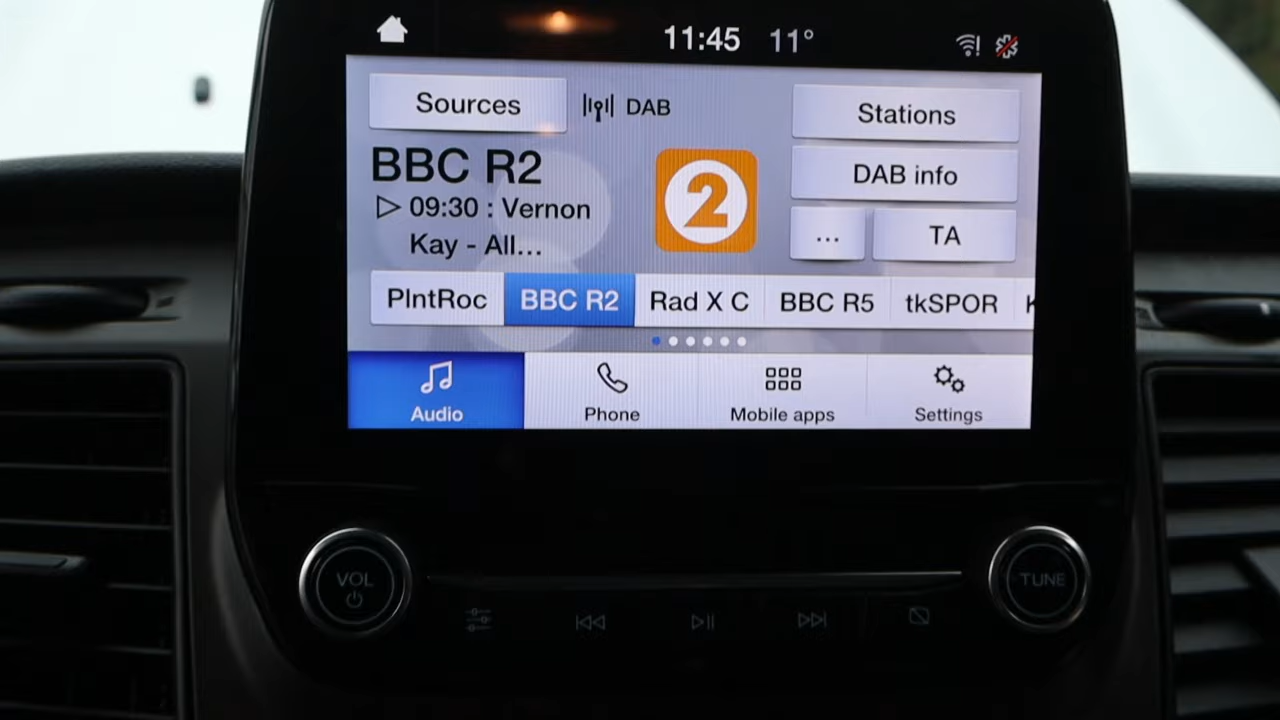 11:45 11°
Sources DAB Stations
BBC R2
2
DAB info
09:30 : Vernon
Kay - All...
... TA
PlntRoc BBC R2 Rad X C BBC R5 tkSPOR K
Audio Phone Mobile apps Settings
VOL TUNE